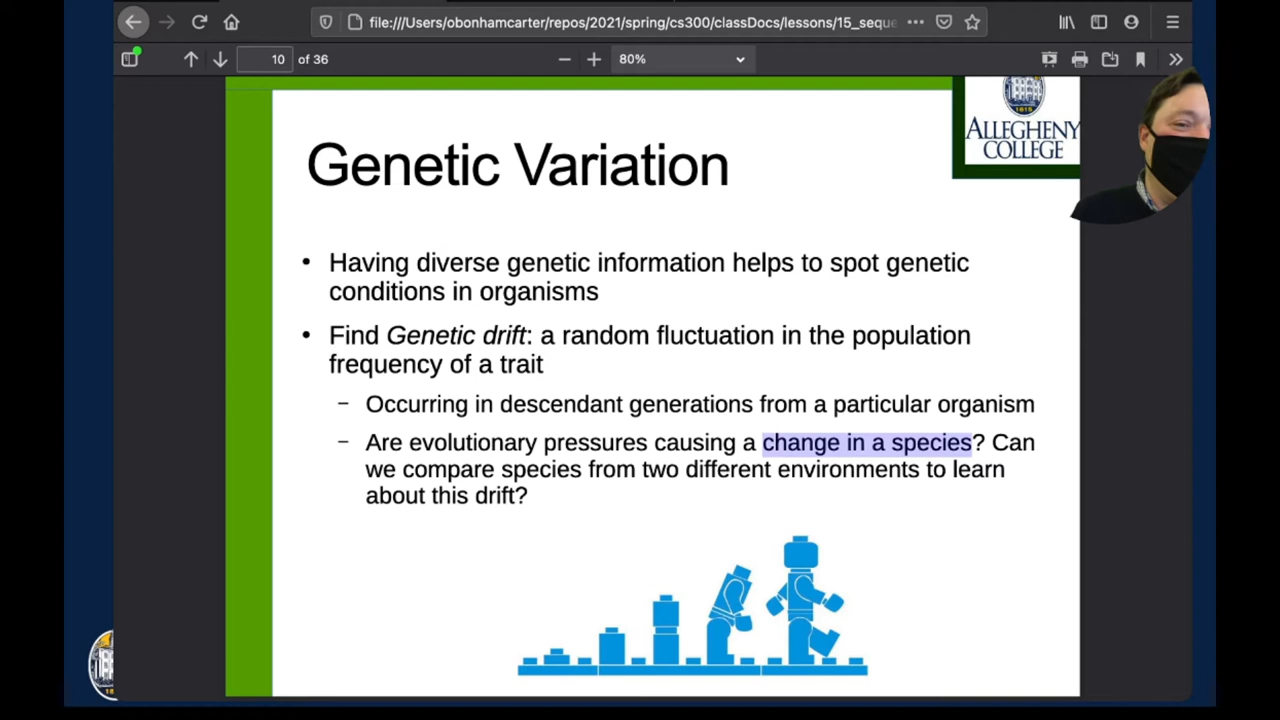 file:///Users/obonhamcarter/repos/2021/spring/cs300/classDocs/lessons/15_seque
10 of 36
80%
1815
ALLEGHENY
COLLEGE
Genetic Variation
• Having diverse genetic information helps to spot genetic
conditions in organisms
• Find Genetic drift: a random fluctuation in the population
frequency of a trait
– Occurring in descendant generations from a particular organism
– Are evolutionary pressures causing a change in a species? Can
we compare species from two different environments to learn
about this drift?